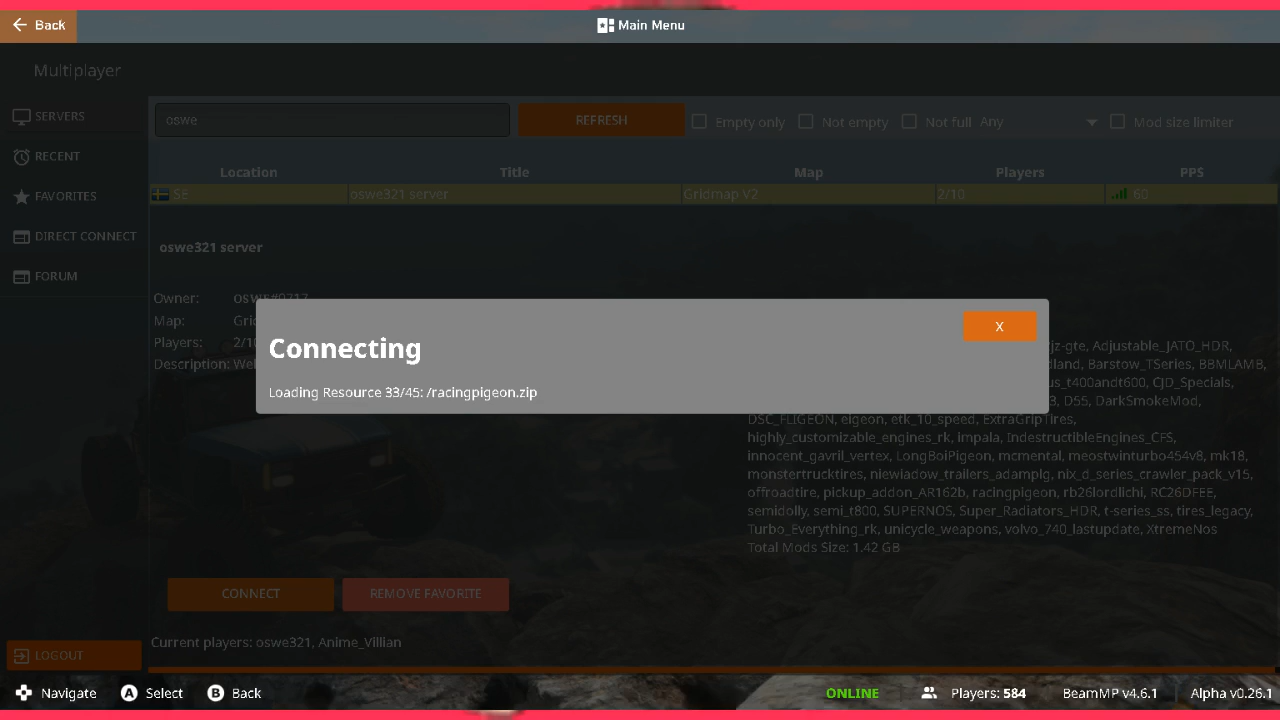 Back
Main Menu
Multiplayer
SERVERS
RECENT
FAVORITES
DIRECT CONNECT
FORUM
oswe
REFRESH
Empty only
Not empty
Not full
Any
Mod size limiter
Location Title Map Players PPS
SE oswe321 server Gridmap V2 2/10 60
oswe321 server
Owner:
Map:
Players:
Description:
Connecting
X
Loading Resource 33/45: /racingpigeon.zip
Adjustable_JATO_HDR,
Barstow_TSeries, BBMLAMB,
CJD_Specials,
D55, DarkSmokeMod,
DSC_FLIGEON, eigeon, etk_10_speed, ExtraGripTires,
highly_customizable_engines_rk, impala, IndestructibleEngines_CFS,
innocent_gavril_vertex, LongBoiPigeon, mcmental, meostwinturbo454v8, mk18,
monstertrucktires, niewiadow_trailers_adamplg, nix_d_series_crawler_pack_v15,
offroadtire, pickup_addon_AR162b, racingpigeon, rb26lordlichi, RC26DFEE,
semidolly, semi_t800, SUPERNOS, Super_Radiators_HDR, t-series_ss, tires_legacy,
Turbo_Everything_rk, unicycle_weapons, volvo_740_lastupdate, XtremeNos
Total Mods Size: 1.42 GB
CONNECT
REMOVE FAVORITE
Current players: oswe321, Anime_Villian
LOGOUT
Navigate A Select B Back
ONLINE Players: 584 BeamMP v4.6.1 Alpha v0.26.1